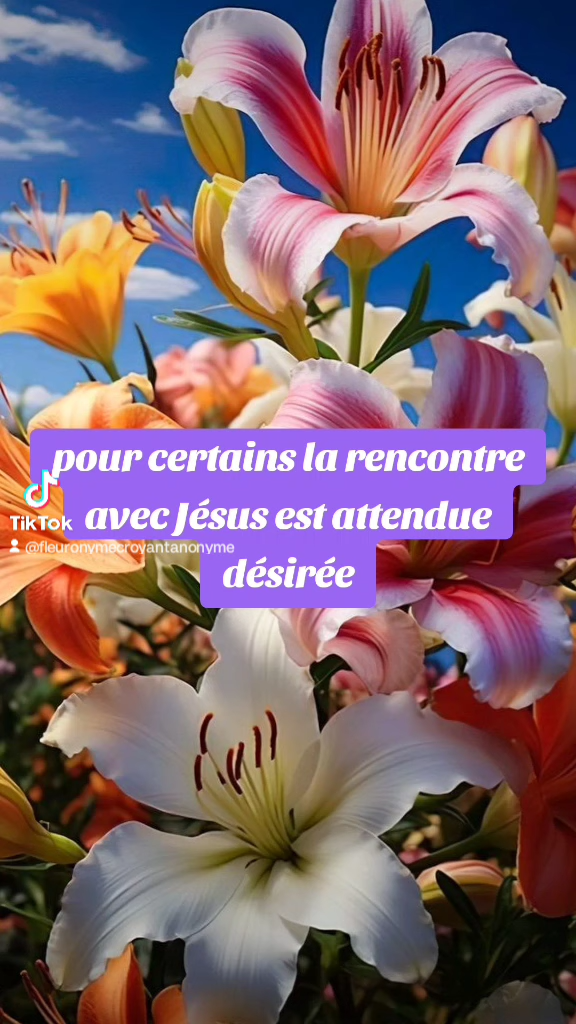 pour certains la rencontre
avec Jésus est attendue
désirée
TikTok
@fleuronymecroyantanonyme